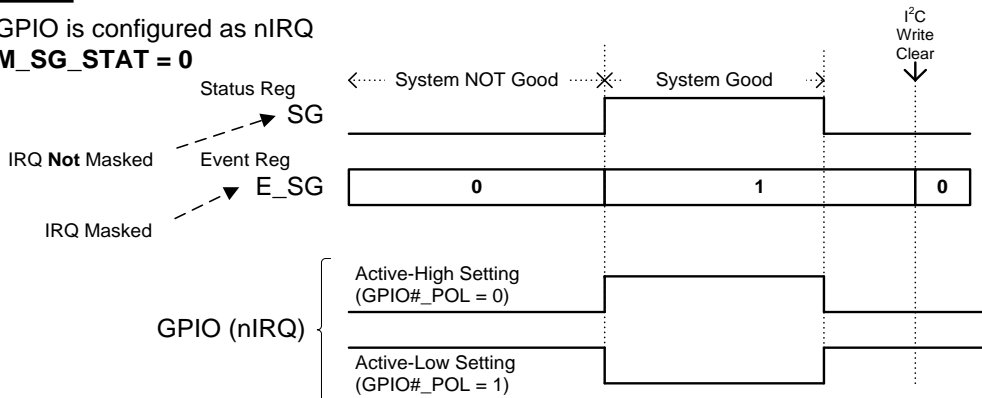 GPIO is configured as nIRQ
M_SG_STAT = 0
I²C
Write
Clear
System NOT Good
System Good
Status Reg
SG
IRQ Not Masked
Event Reg
E_SG
0
1
0
IRQ Masked
Active-High Setting
(GPIO#_POL = 0)
GPIO (nIRQ)
Active-Low Setting
(GPIO#_POL = 1)